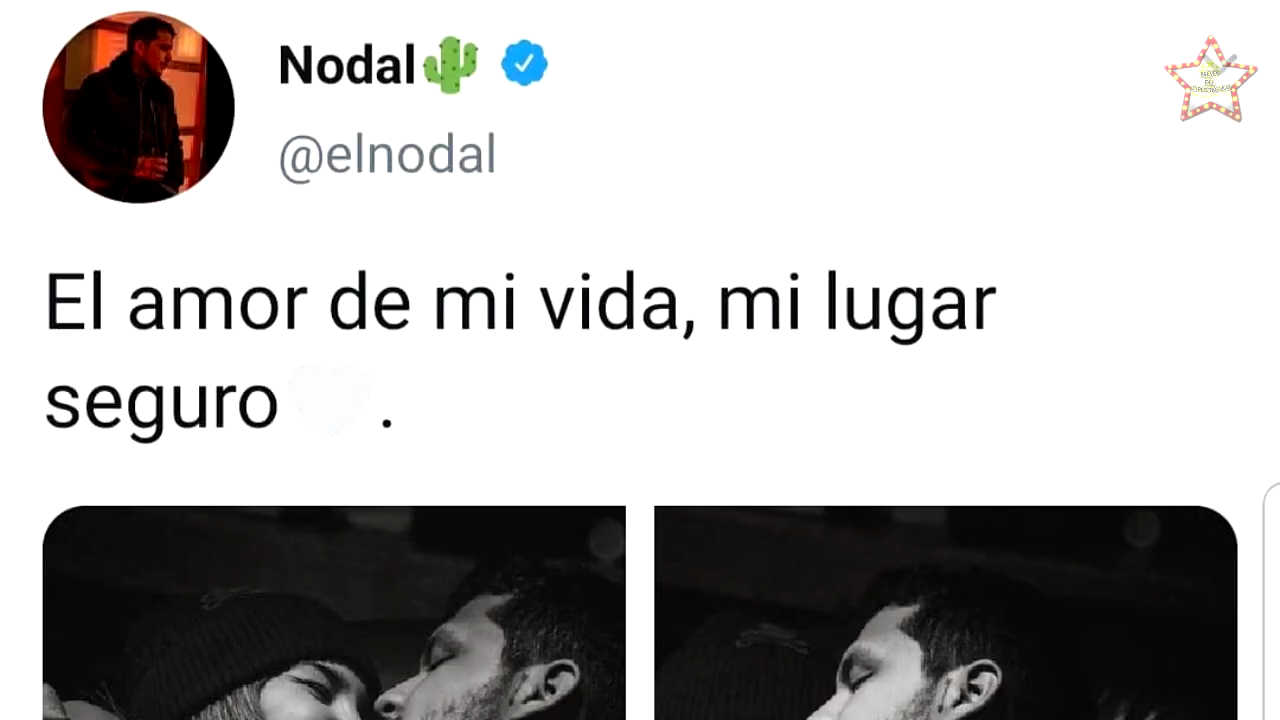 Nodal🌵
@elnodal
El amor de mi vida, mi lugar
seguro🤍.